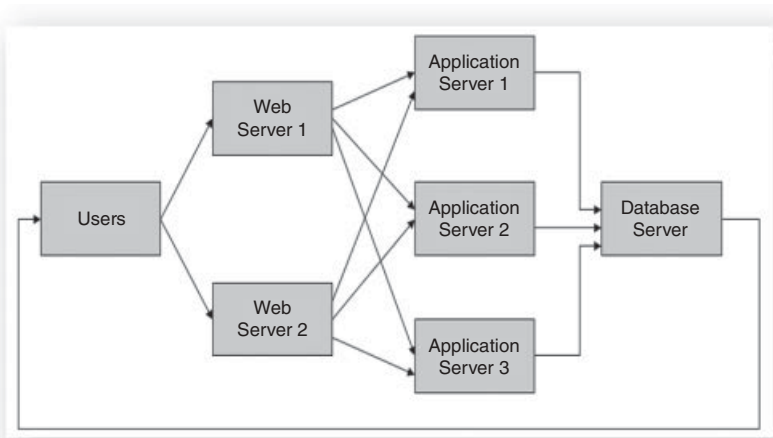 Users
Web
Server 1
Web
Server 2
Application
Server 1
Application
Server 2
Application
Server 3
Database
Server